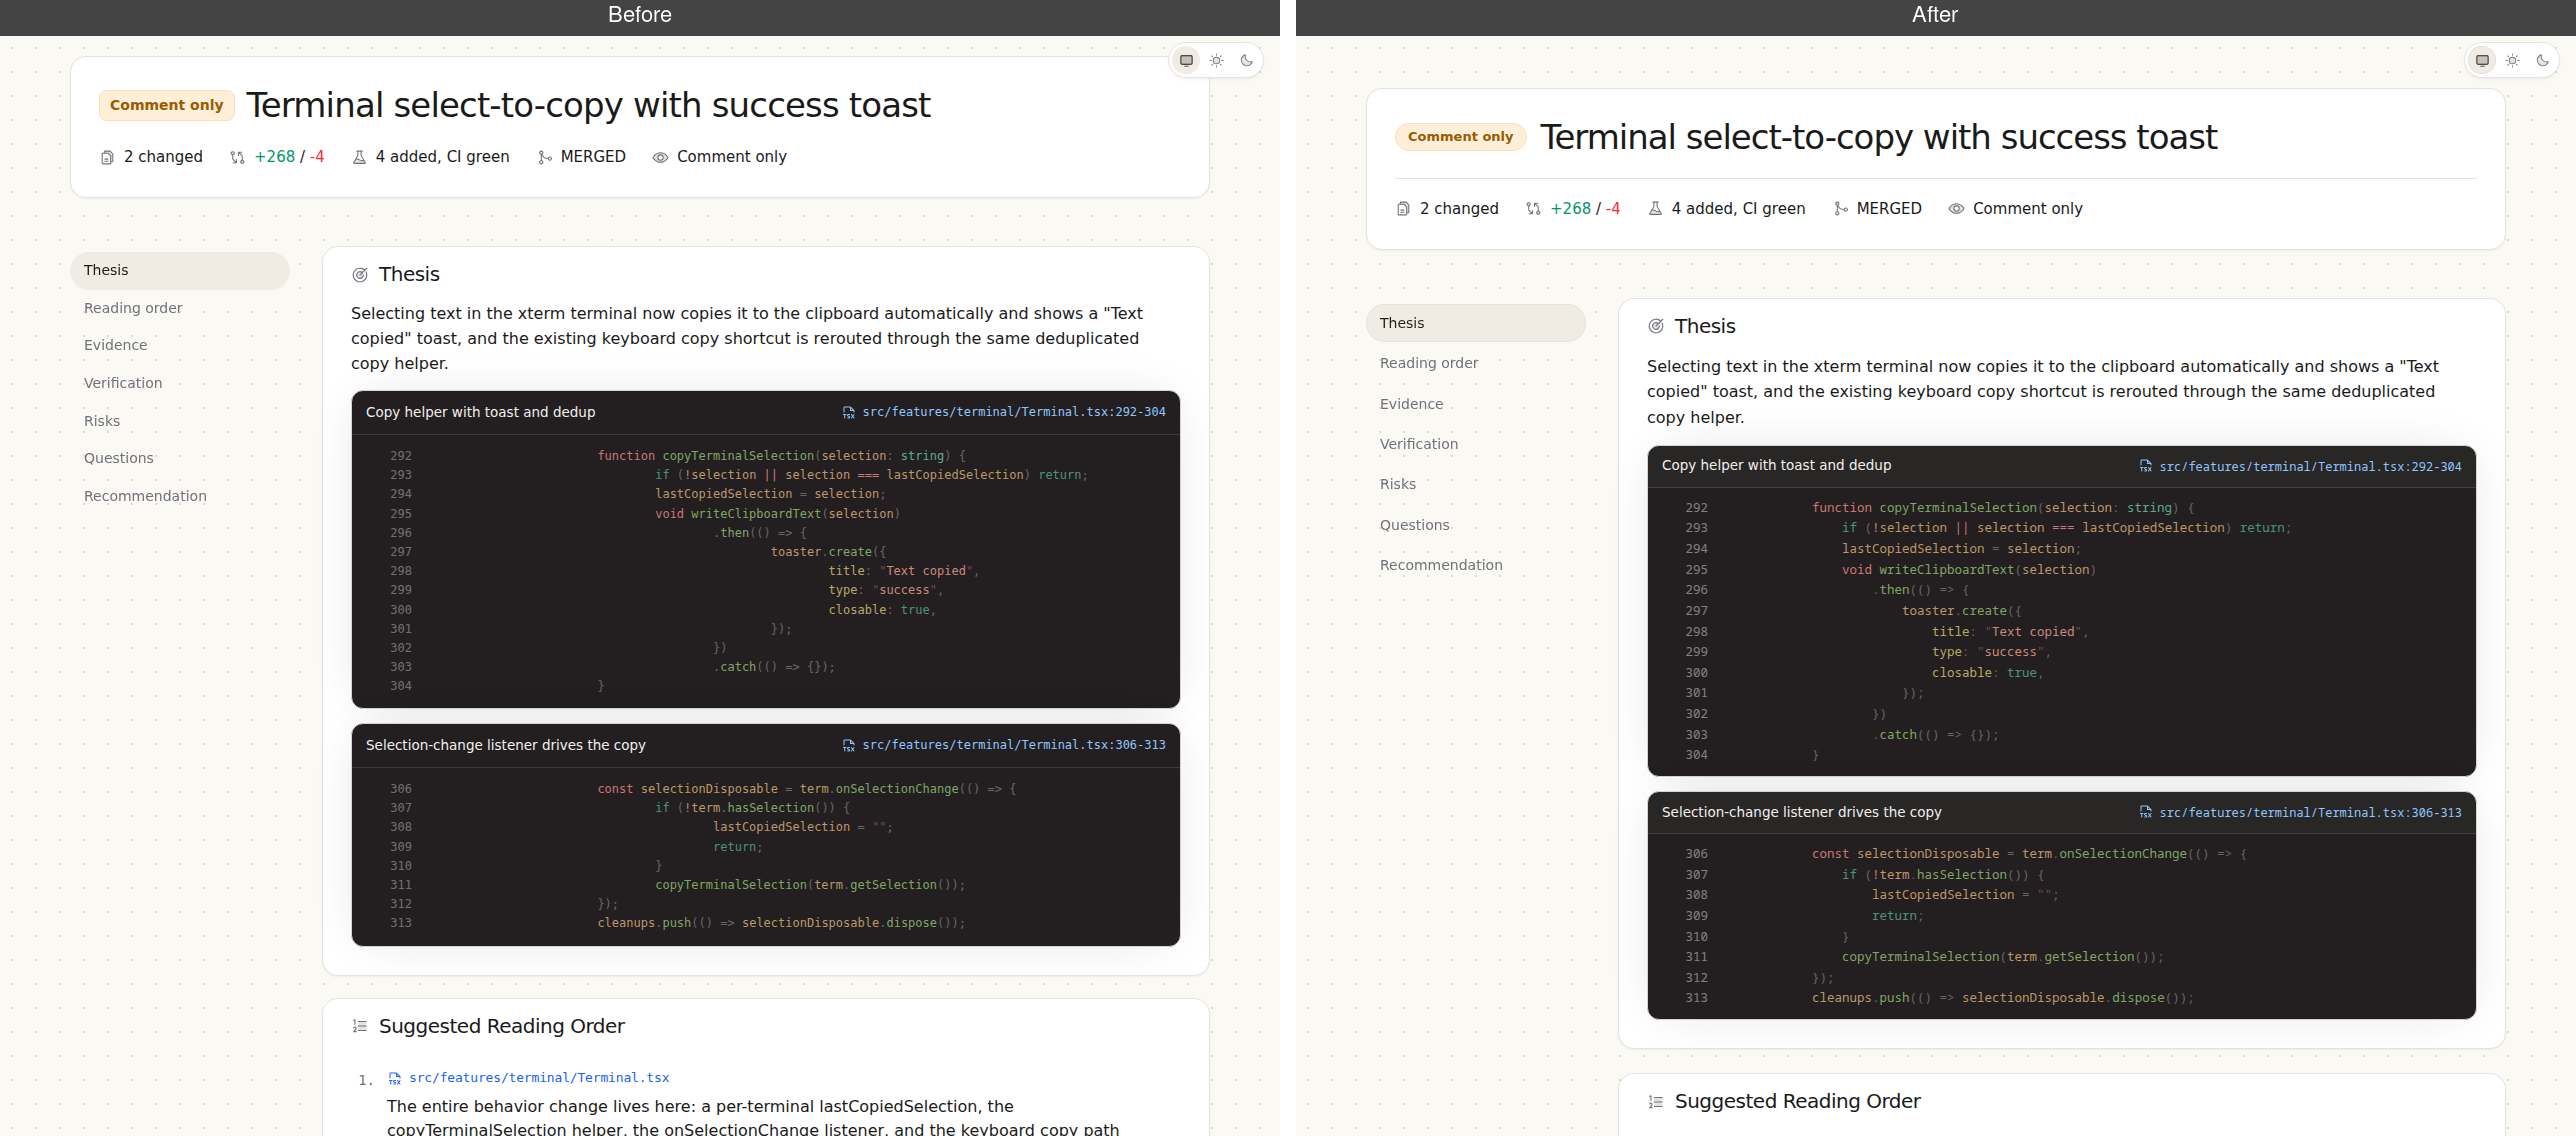 Before
Comment only Terminal select-to-copy with success toast
2 changed +268 / -4 4 added, CI green MERGED Comment only
Thesis
Reading order
Evidence
Verification
Risks
Questions
Recommendation
Thesis
Selecting text in the xterm terminal now copies it to the clipboard automatically and shows a "Text
copied" toast, and the existing keyboard copy shortcut is rerouted through the same deduplicated
copy helper.
Copy helper with toast and dedup TSX src/features/terminal/Terminal.tsx:292-304
292 function copyTerminalSelection(selection: string) {
293 if (!selection || selection === lastCopiedSelection) return;
294 lastCopiedSelection = selection;
295 void writeClipboardText(selection)
296 .then(() => {
297 toaster.create({
298 title: "Text copied",
299 type: "success",
300 closable: true,
301 });
302 })
303 .catch(() => {});
304 }
Selection-change listener drives the copy TSX src/features/terminal/Terminal.tsx:306-313
306 const selectionDisposable = term.onSelectionChange(() => {
307 if (!term.hasSelection()) {
308 lastCopiedSelection = "";
309 return;
310 }
311 copyTerminalSelection(term.getSelection());
312 });
313 cleanups.push(() => selectionDisposable.dispose());
Suggested Reading Order
1. TSX src/features/terminal/Terminal.tsx
The entire behavior change lives here: a per-terminal lastCopiedSelection, the
copyTerminalSelection helper, the onSelectionChange listener, and the keyboard copy path
After
Comment only Terminal select-to-copy with success toast
2 changed +268 / -4 4 added, CI green MERGED Comment only
Thesis
Reading order
Evidence
Verification
Risks
Questions
Recommendation
Thesis
Selecting text in the xterm terminal now copies it to the clipboard automatically and shows a "Text
copied" toast, and the existing keyboard copy shortcut is rerouted through the same deduplicated
copy helper.
Copy helper with toast and dedup TSX src/features/terminal/Terminal.tsx:292-304
292 function copyTerminalSelection(selection: string) {
293 if (!selection || selection === lastCopiedSelection) return;
294 lastCopiedSelection = selection;
295 void writeClipboardText(selection)
296 .then(() => {
297 toaster.create({
298 title: "Text copied",
299 type: "success",
300 closable: true,
301 });
302 })
303 .catch(() => {});
304 }
Selection-change listener drives the copy TSX src/features/terminal/Terminal.tsx:306-313
306 const selectionDisposable = term.onSelectionChange(() => {
307 if (!term.hasSelection()) {
308 lastCopiedSelection = "";
309 return;
310 }
311 copyTerminalSelection(term.getSelection());
312 });
313 cleanups.push(() => selectionDisposable.dispose());
Suggested Reading Order